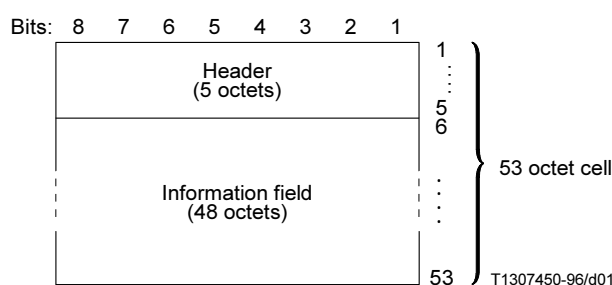 Bits: 8 7 6 5 4 3 2 1
1
Header
(5 octets)
5
6
53 octet cell
Information field
(48 octets)
53
T1307450-96/d01